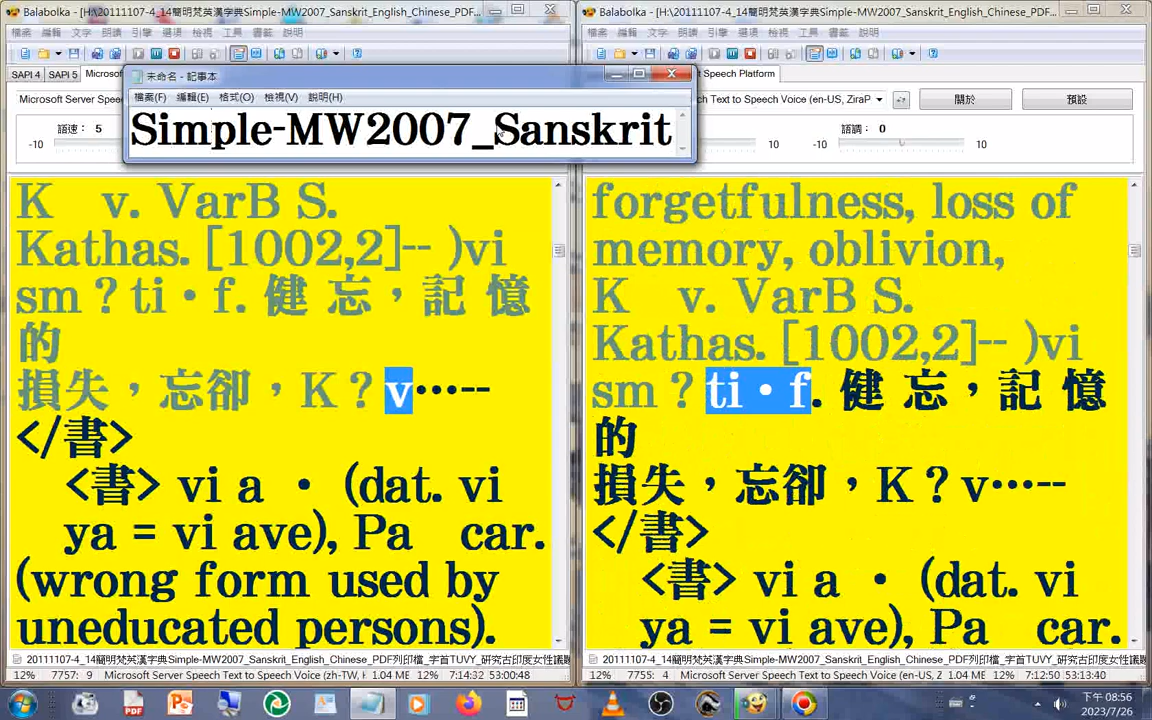 Balabolka - [H:\20111107-4_14簡明梵英漢字典Simple-MW2007_Sanskrit_English_Chinese_PDF...
檔案 編輯 文字 朗讀 引擎 選項 檢視 工具 書籤 說明
SAPI 4 SAPI 5 Microso
Microsoft Server Speech
語速： 5
-10
Balabolka - [H:\20111107-4_14簡明梵英漢字典Simple-MW2007_Sanskrit_English_Chinese_PDF...
檔案 編輯 文字 朗讀 引擎 選項 檢視 工具 書籤 說明
t Speech Platform
ch Text to Speech Voice (en-US, ZiraP
關於
預設
語調： 0
10
-10
10
未命名 - 記事本
檔案(F) 編輯(E) 格式(O) 檢視(V) 說明(H)
Simple-MW2007_Sanskrit
K v. VarB S.
Kathas. [1002,2]-- )vi
sm？ti・f. 健 忘，記 憶
的
損失，忘卻，K？v…--
</書>
<書> vi a ・ (dat. vi
ya = vi ave), Pa car.
(wrong form used by
uneducated persons).
forgetfulness, loss of
memory, oblivion,
K v. VarB S.
Kathas. [1002,2]-- )vi
sm？ti・f. 健 忘，記 憶
的
損失，忘卻，K？v…--
</書>
<書> vi a ・ (dat. vi
ya = vi ave), Pa car.
20111107-4_14簡明梵英漢字典Simple-MW2007_Sanskrit_English_Chinese_PDF列印檔_字首TUVY_研究古印度女性議題
12% 7757: 9 Microsoft Server Speech Text to Speech Voice (zh-TW, H 1.04 ME 12% 7:14:32 53:00:48
20111107-4_14簡明梵英漢字典Simple-MW2007_Sanskrit_English_Chinese_PDF列印檔_字首TUVY_研究古印度女性議題
12% 7755: 4 Microsoft Server Speech Text to Speech Voice (en-US, 1.04 MB 12% 7:12:50 53:13:40
下午 08:56
2023/7/26